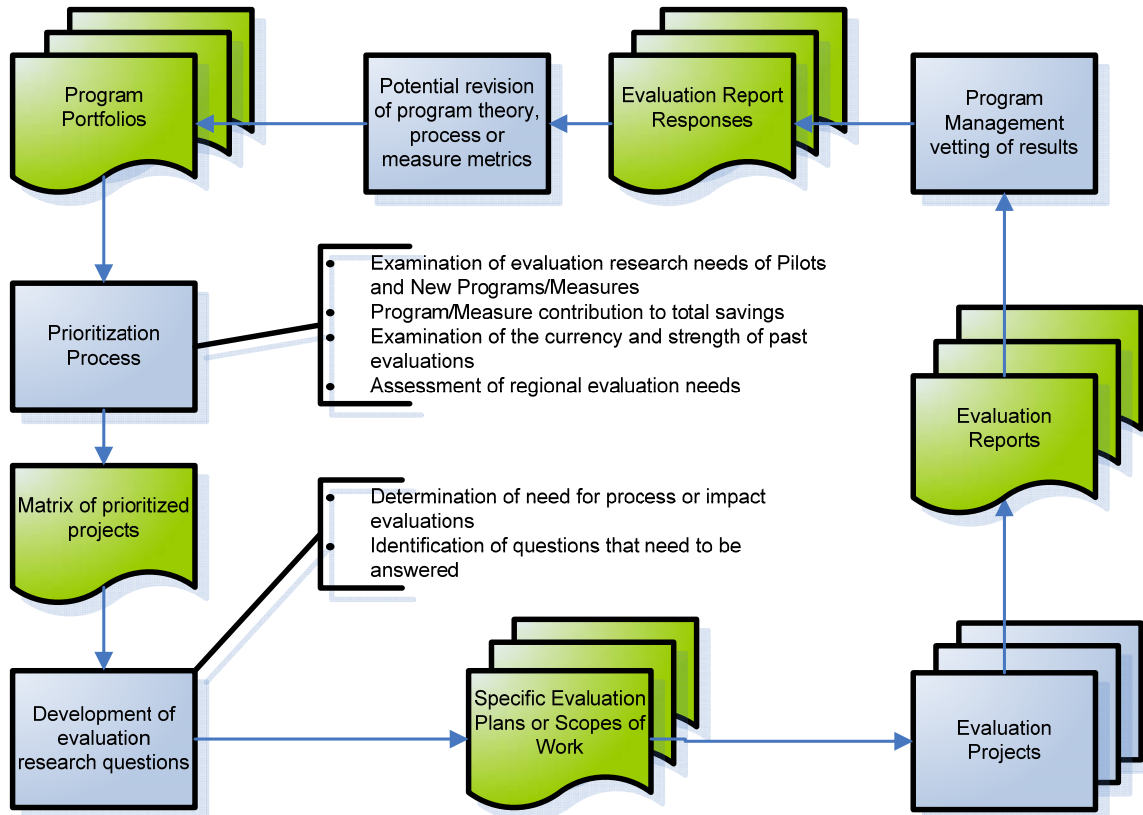 Program
Portfolios
Potential revision
of program theory,
process or
measure metrics
Evaluation Report
Responses
Program
Management
vetting of results
Prioritization
Process
• Examination of evaluation research needs of Pilots
and New Programs/Measures
• Program/Measure contribution to total savings
• Examination of the currency and strength of past
evaluations
• Assessment of regional evaluation needs
Evaluation
Reports
Matrix of prioritized
projects
• Determination of need for process or impact
evaluations
• Identification of questions that need to be
answered
Development of
evaluation
research questions
Specific Evaluation
Plans or Scopes of
Work
Evaluation
Projects